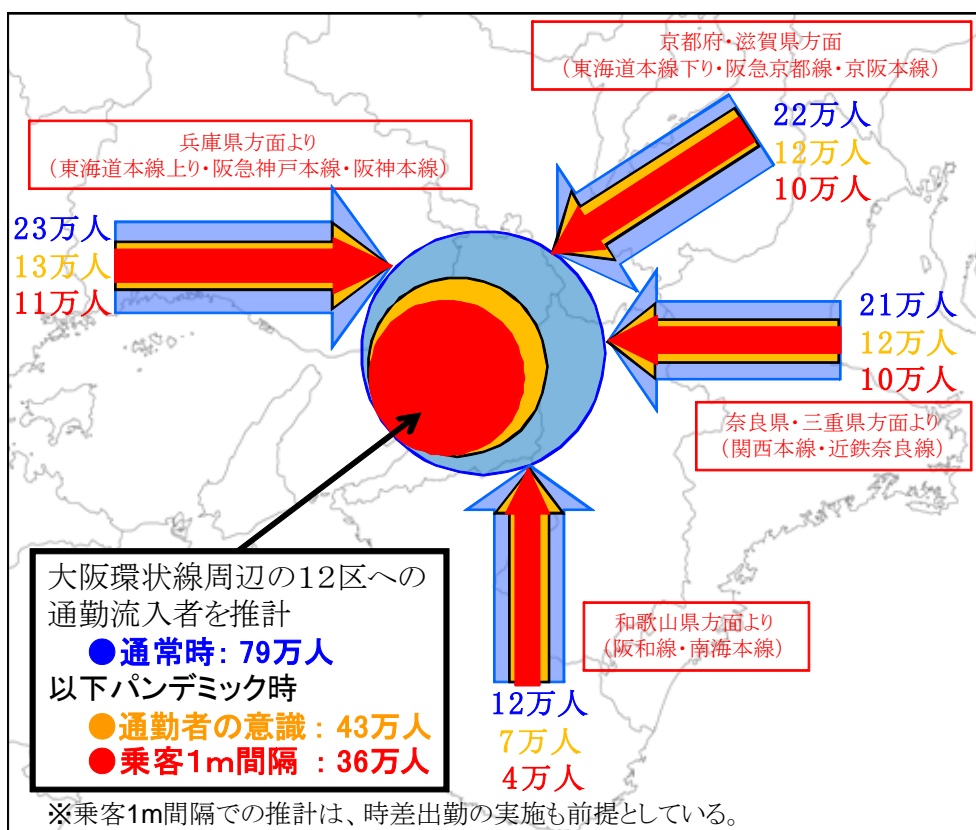 京都府・滋賀県方面
（東海道本線下り・阪急京都線・京阪本線）
22万人
12万人
10万人
兵庫県方面より
（東海道本線上り・阪急神戸本線・阪神本線）
23万人
13万人
11万人
21万人
12万人
10万人
奈良県・三重県方面より
（関西本線・近鉄奈良線）
大阪環状線周辺の12区への
通勤流入者を推計
●通常時：79万人
以下パンデミック時
●通勤者の意識：43万人
●乗客1m間隔：36万人
和歌山県方面より
（阪和線・南海本線）
12万人
7万人
4万人
※乗客1m間隔での推計は、時差出勤の実施も前提としている。